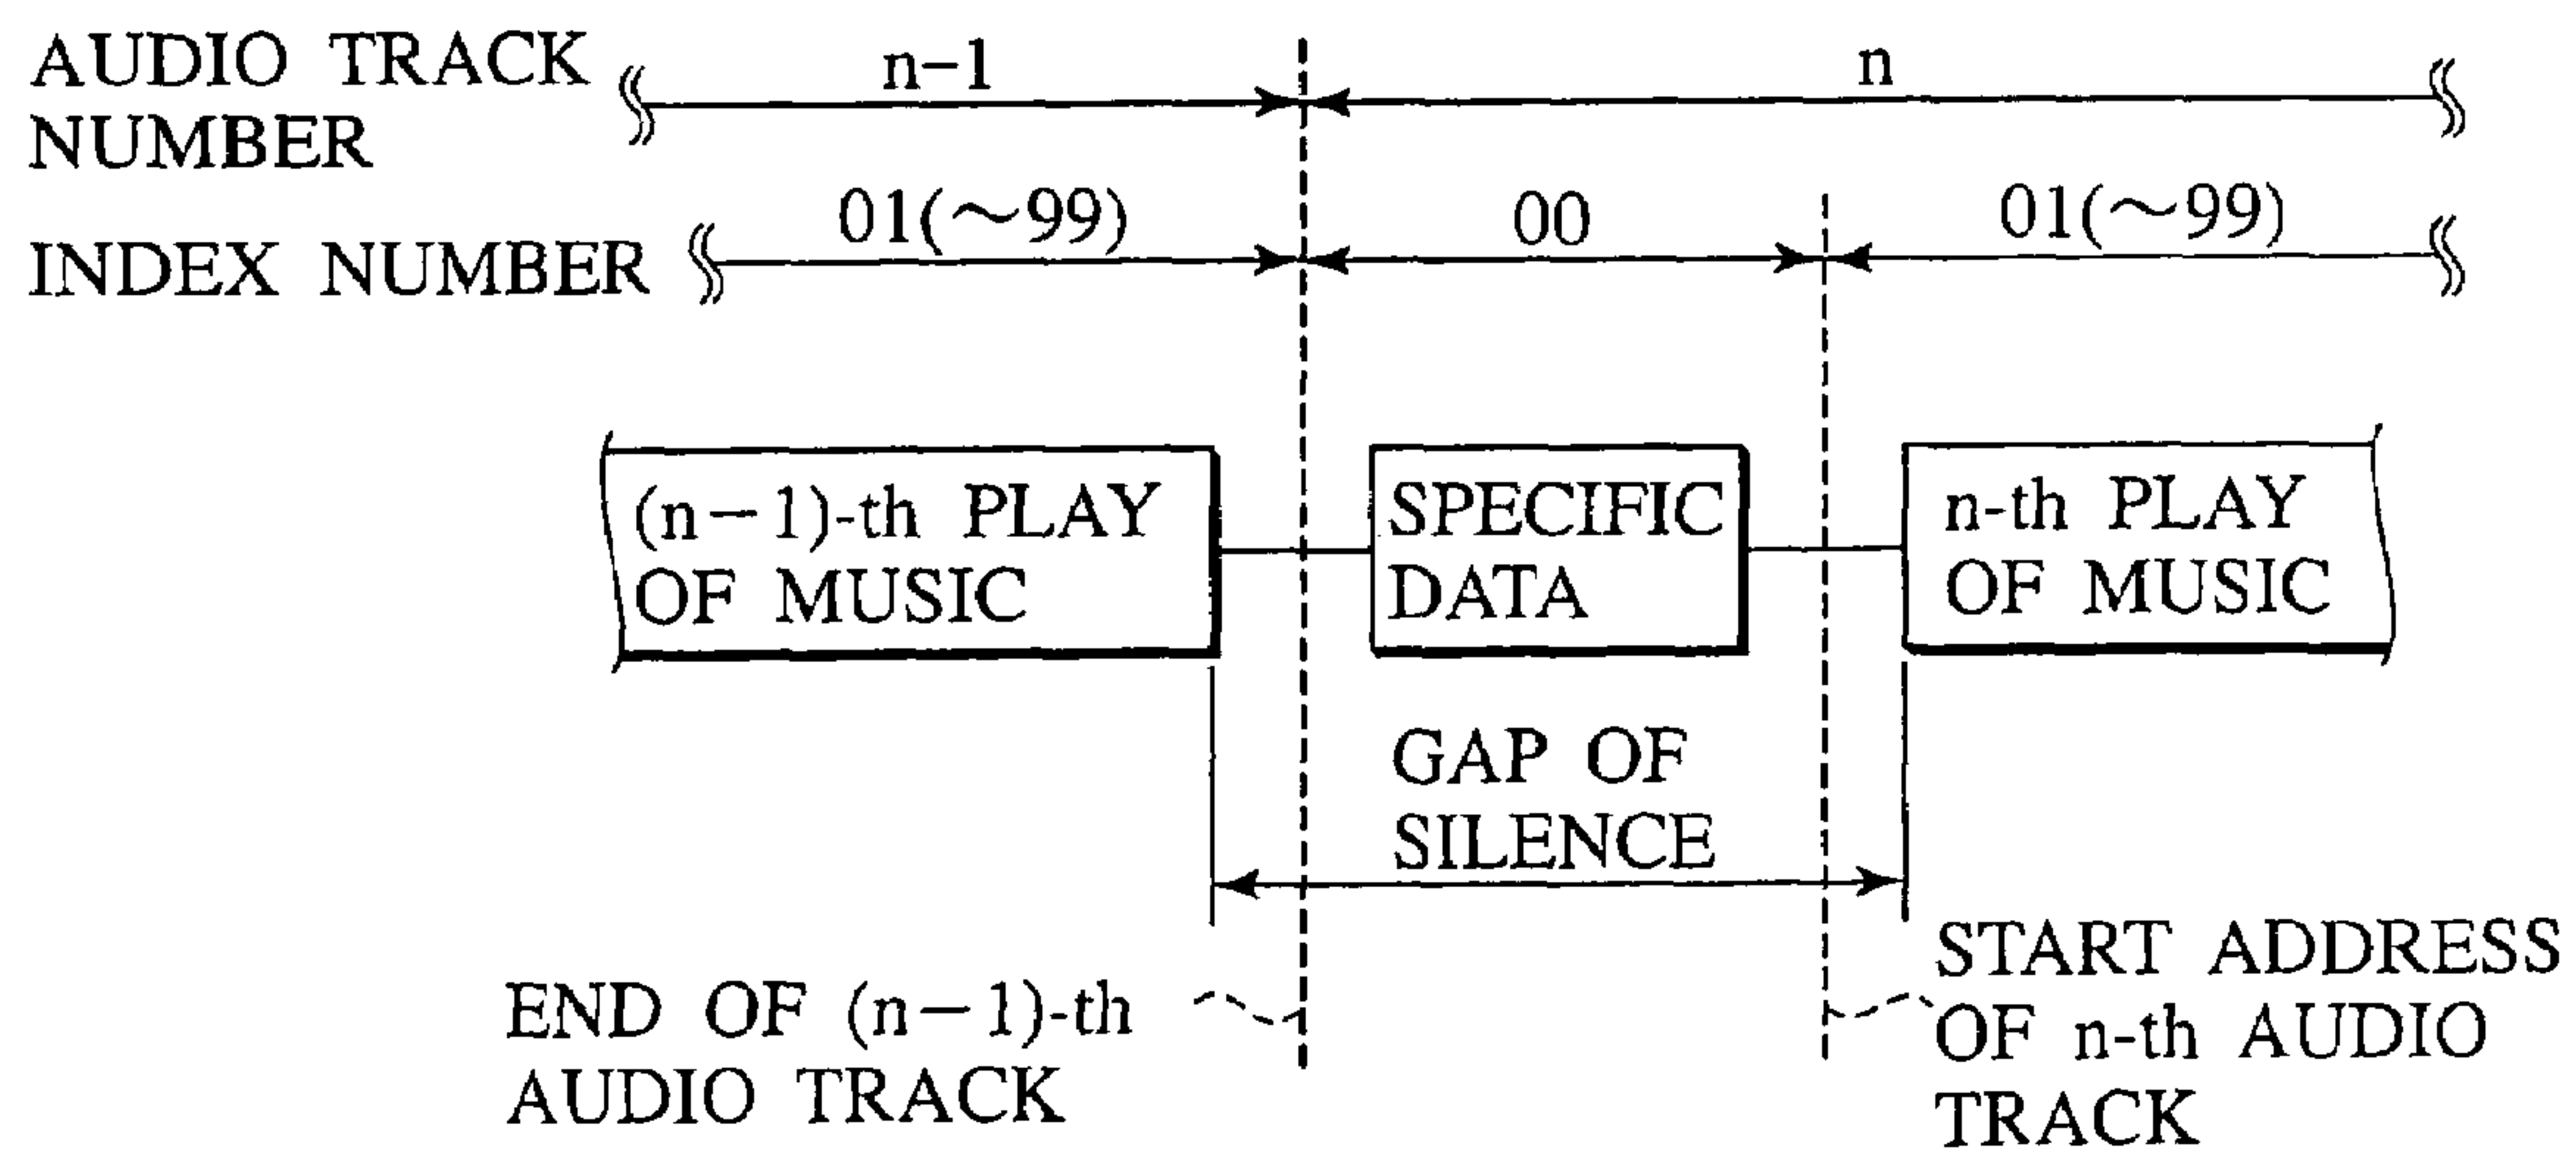 AUDIO TRACK
NUMBER
n-1
n
INDEX NUMBER
01(～99)
00
01(～99)
(n－1)-th PLAY
OF MUSIC
SPECIFIC
DATA
n-th PLAY
OF MUSIC
GAP OF
SILENCE
END OF (n－1)-th
AUDIO TRACK
START ADDRESS
OF n-th AUDIO
TRACK